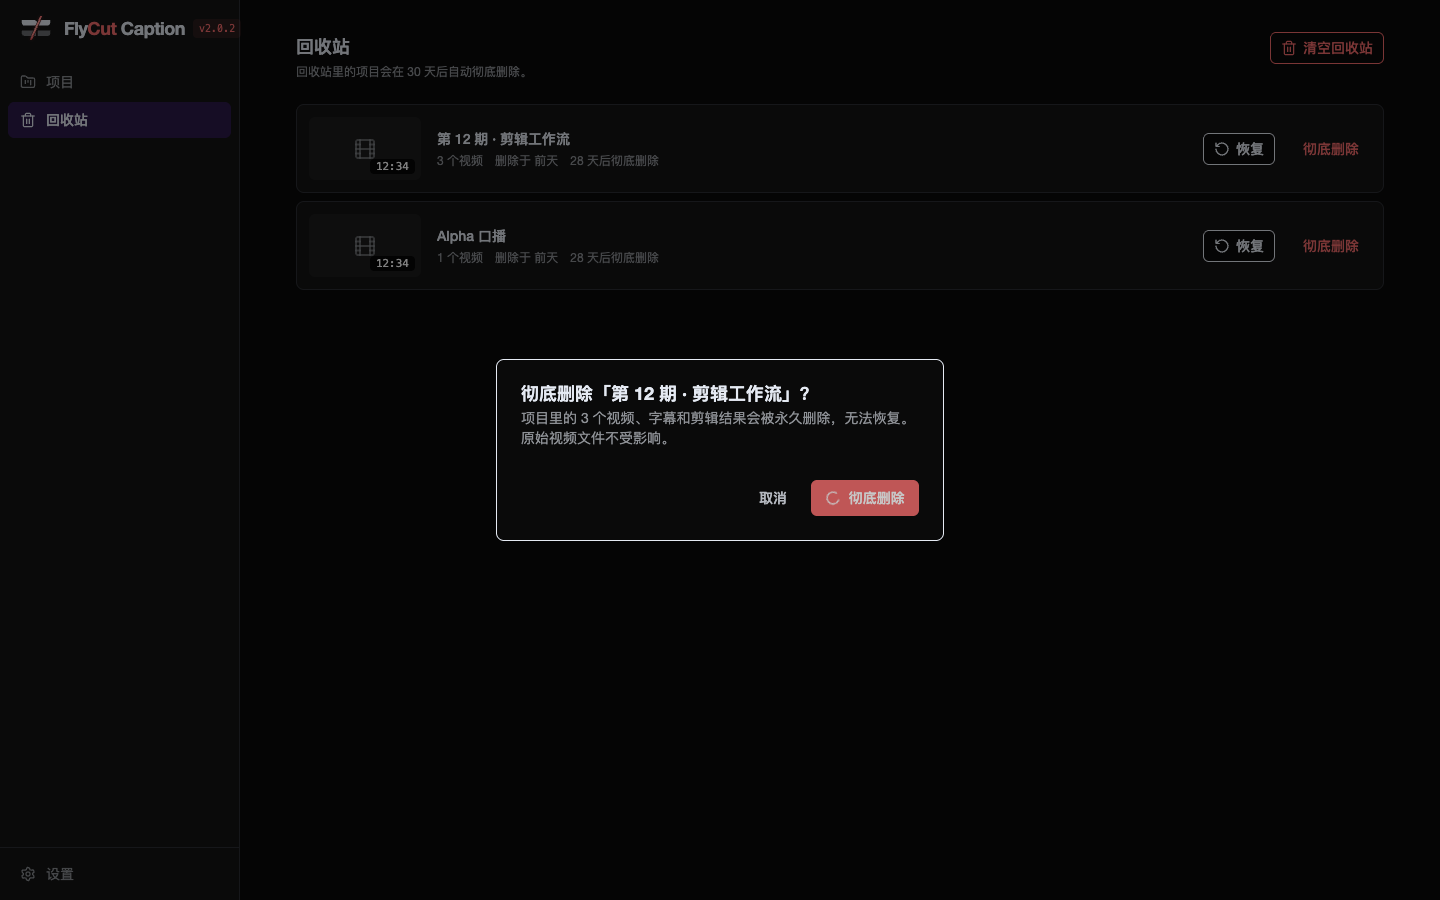 FlyCut Caption v2.0.2
项目
回收站
设置
回收站
回收站里的项目会在 30 天后自动彻底删除。
清空回收站
12:34
第 12 期 · 剪辑工作流
3 个视频 删除于 前天 28 天后彻底删除
恢复
彻底删除
12:34
Alpha 口播
1 个视频 删除于 前天 28 天后彻底删除
恢复
彻底删除
彻底删除「第 12 期 · 剪辑工作流」?
项目里的 3 个视频、字幕和剪辑结果会被永久删除，无法恢复。
原始视频文件不受影响。
取消
彻底删除